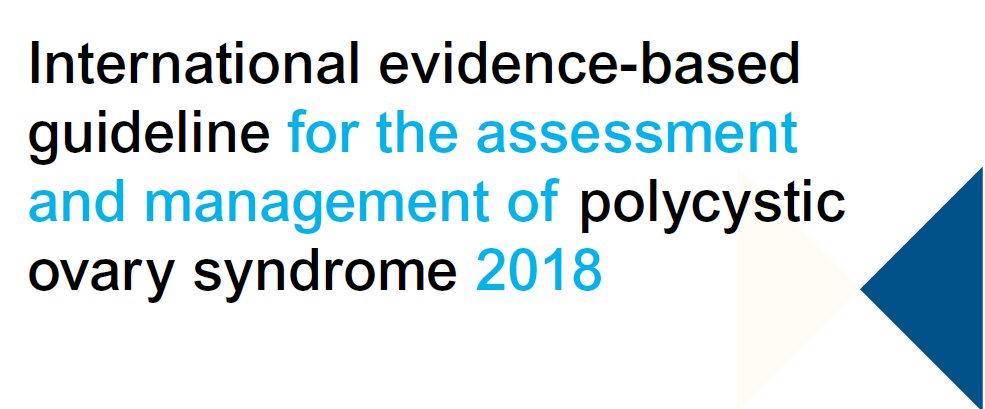 International evidence-based
guideline for the assessment
and management of polycystic
ovary syndrome 2018